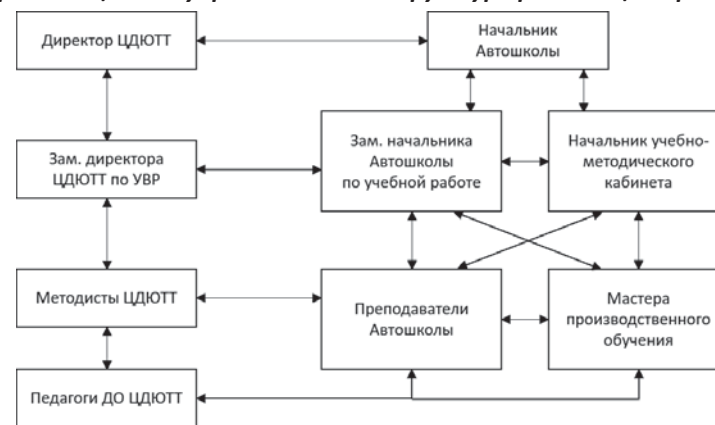 Директор ЦДЮТТ
Начальник
Автошколы
Зам. директора
ЦДЮТТ по УВР
Зам. начальника
Автошколы
по учебной работе
Начальник учебно-
методического
кабинета
Методисты ЦДЮТТ
Преподаватели
Автошколы
Мастера
производственного
обучения
Педагоги ДО ЦДЮТТ